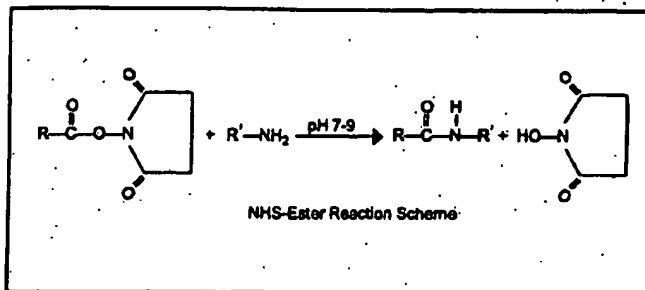 O
O
O
H
O
R—C—O—N + R'—NH₂ pH 7-9 R—C—N—R' + HO—N
O
O
O
NHS-Ester Reaction Scheme